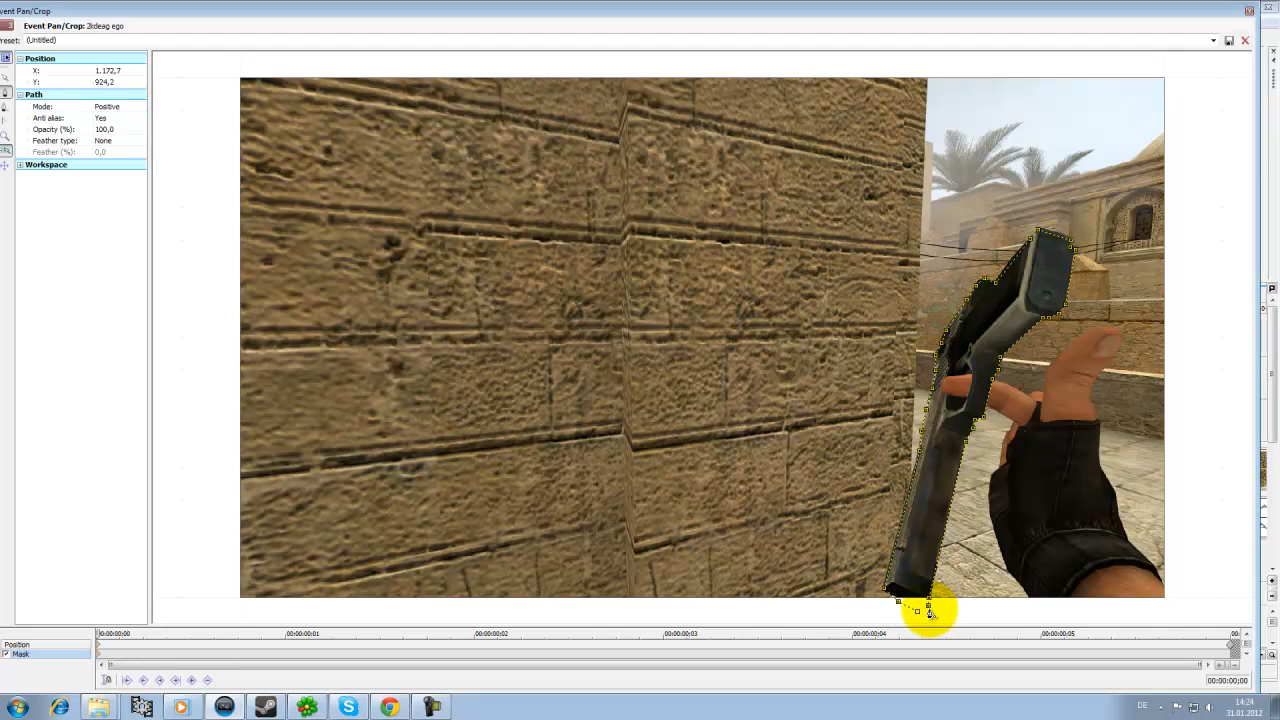 vent Pan/Crop
Event Pan/Crop: 2kdeag ego
Preset: (Untitled)
Position
X: 1.172,7
Y: 924,2
Path
Mode: Positive
Anti alias: Yes
Opacity (%): 100,0
Feather type: None
Feather (%): 0,0
Workspace
Position
Mask
00:00:00;00 00:00:00;01 00:00:00;02 00:00:00;03 00:00:00;04 00:00:00;05 00:
00:00:00;00
DE
14:24
31.01.2012